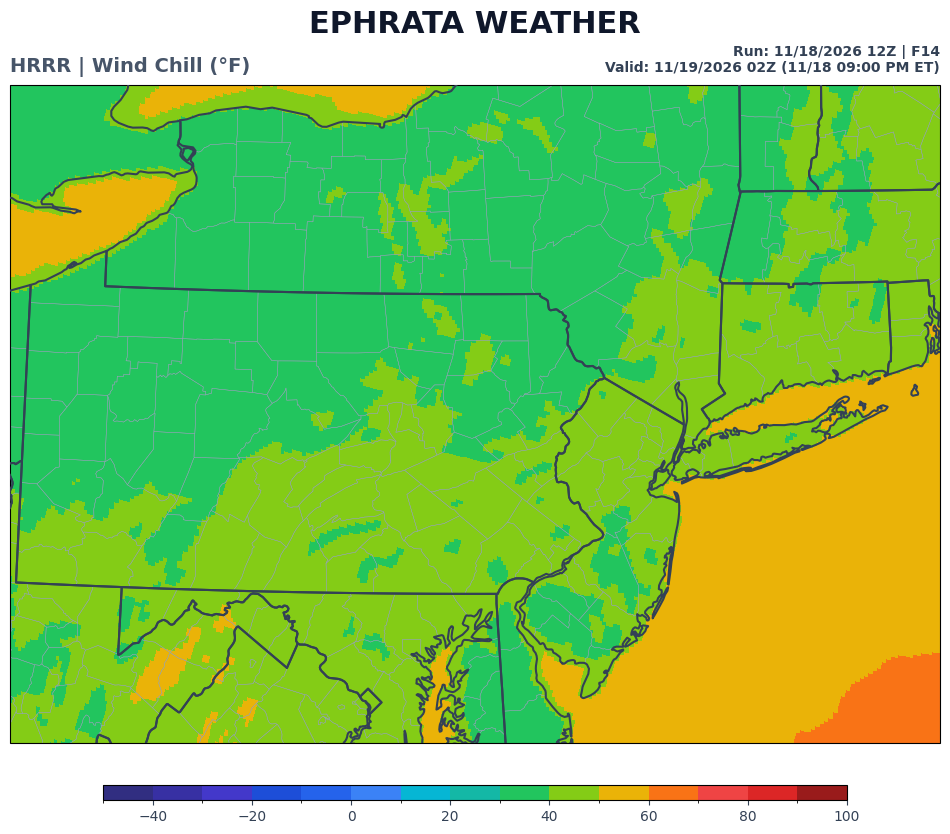 EPHRATA WEATHER
HRRR | Wind Chill (°F)
Run: 11/18/2026 12Z | F14
Valid: 11/19/2026 02Z (11/18 09:00 PM ET)
−40 −20 0 20 40 60 80 100